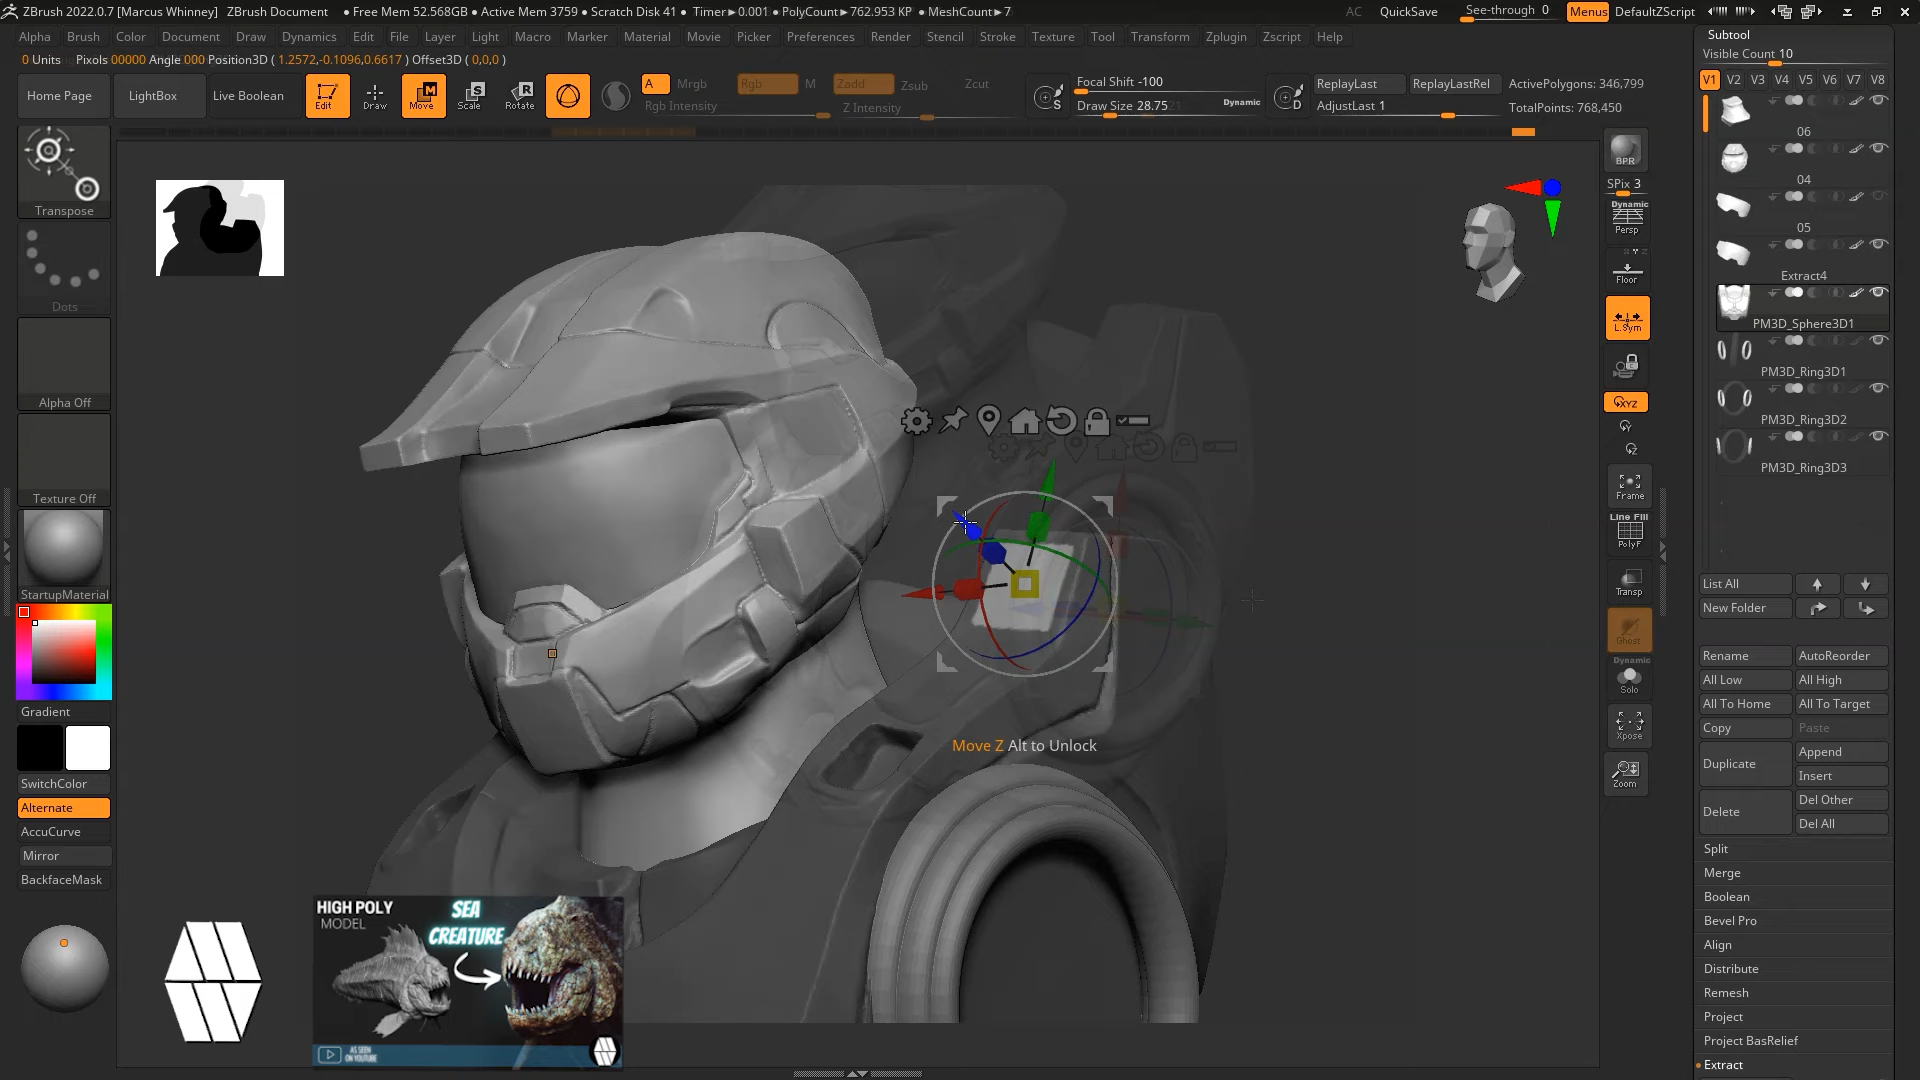 ZBrush 2022.0.7 [Marcus Whinney] ZBrush Document ● Free Mem 52.568GB ● Active Mem 3759 ● Scratch Disk 41 ● Timer►0.001 ● PolyCount►762.953 KP ● MeshCount►7 AC QuickSave See-through 0 Menus DefaultZScript
Alpha Brush Color Document Draw Dynamics Edit File Layer Light Macro Marker Material Movie Picker Preferences Render Stencil Stroke Texture Tool Transform Zplugin Zscript Help
0 Units Pixols 00000 Angle 000 Position3D ( 1.2572,-0.1096,0.6617 ) Offset3D ( 0,0,0 )
Home Page LightBox Live Boolean Edit Draw Move Scale Rotate
A Mrgb Rgb M Zadd Zsub Zcut
Rgb Intensity Z Intensity
Focal Shift -100
Draw Size 28.75 Dynamic
ReplayLast ReplayLastRel ActivePolygons: 346,799
AdjustLast 1 TotalPoints: 768,450
Transpose
Dots
Alpha Off
Texture Off
StartupMaterial
Gradient
SwitchColor
Alternate
AccuCurve
Mirror
BackfaceMask
Move Z Alt to Unlock
HIGH POLY
MODEL
SEA
CREATURE
AS SEEN
ON YOUTUBE
BPR
SPix 3
Dynamic
Persp
Floor
L.Sym
XYZ
Frame
Line Fill
PolyF
Transp
Ghost
Dynamic
Solo
Xpose
Zoom
Subtool
Visible Count 10
V1 V2 V3 V4 V5 V6 V7 V8
06
04
05
Extract4
PM3D_Sphere3D1
PM3D_Ring3D1
PM3D_Ring3D2
PM3D_Ring3D3
List All
New Folder
Rename AutoReorder
All Low All High
All To Home All To Target
Copy Paste
Duplicate Append
Insert
Delete Del Other
Del All
Split
Merge
Boolean
Bevel Pro
Align
Distribute
Remesh
Project
Project BasRelief
Extract